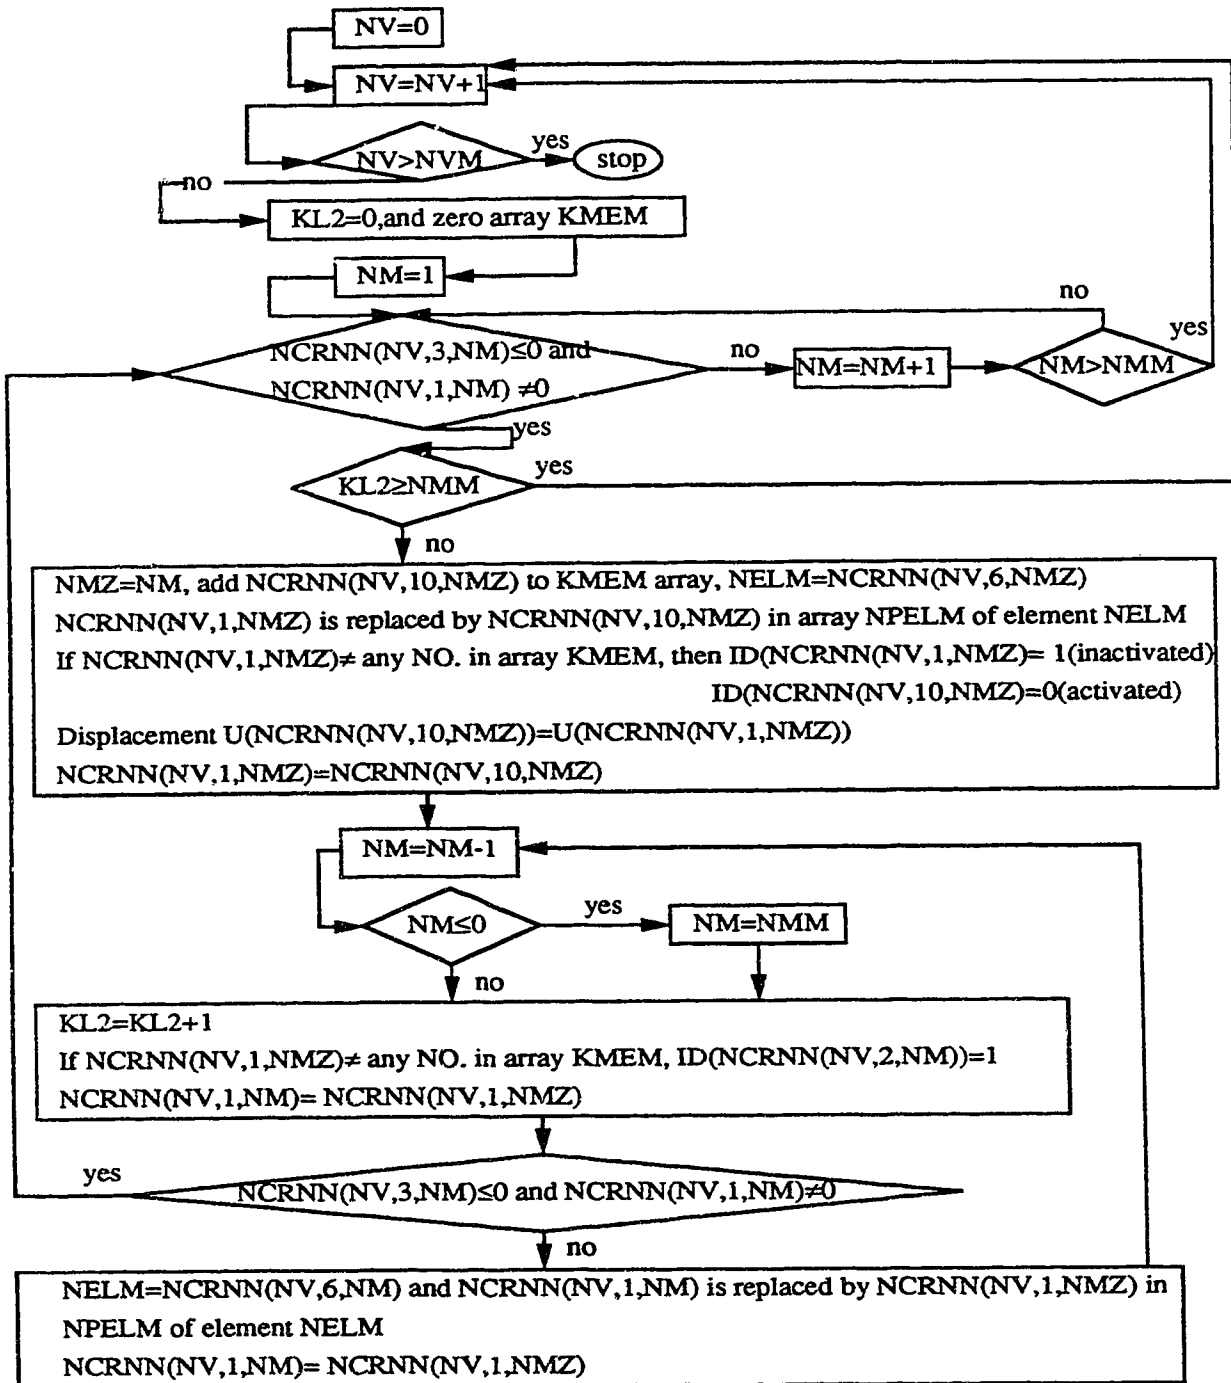 NV=0
NV=NV+1
NV>NVM
yes
stop
no
KL2=0,and zero array KMEM
NM=1
no
NCRNN(NV,3,NM)≤0 and
NCRNN(NV,1,NM) ≠0
no
NM=NM+1
NM>NMM
yes
yes
KL2≥NMM
yes
no
NMZ=NM, add NCRNN(NV,10,NMZ) to KMEM array, NELM=NCRNN(NV,6,NMZ)
NCRNN(NV,1,NMZ) is replaced by NCRNN(NV,10,NMZ) in array NPELM of element NELM
If NCRNN(NV,1,NMZ)≠ any NO. in array KMEM, then ID(NCRNN(NV,1,NMZ)= 1(inactivated)
ID(NCRNN(NV,10,NMZ)=0(activated)
Displacement U(NCRNN(NV,10,NMZ))=U(NCRNN(NV,1,NMZ))
NCRNN(NV,1,NMZ)=NCRNN(NV,10,NMZ)
NM=NM-1
NM≤0
yes
NM=NMM
no
KL2=KL2+1
If NCRNN(NV,1,NMZ)≠ any NO. in array KMEM, ID(NCRNN(NV,2,NM))=1
NCRNN(NV,1,NM)= NCRNN(NV,1,NMZ)
yes
NCRNN(NV,3,NM)≤0 and NCRNN(NV,1,NM)≠0
no
NELM=NCRNN(NV,6,NM) and NCRNN(NV,1,NM) is replaced by NCRNN(NV,1,NMZ) in
NPELM of element NELM
NCRNN(NV,1,NM)= NCRNN(NV,1,NMZ)